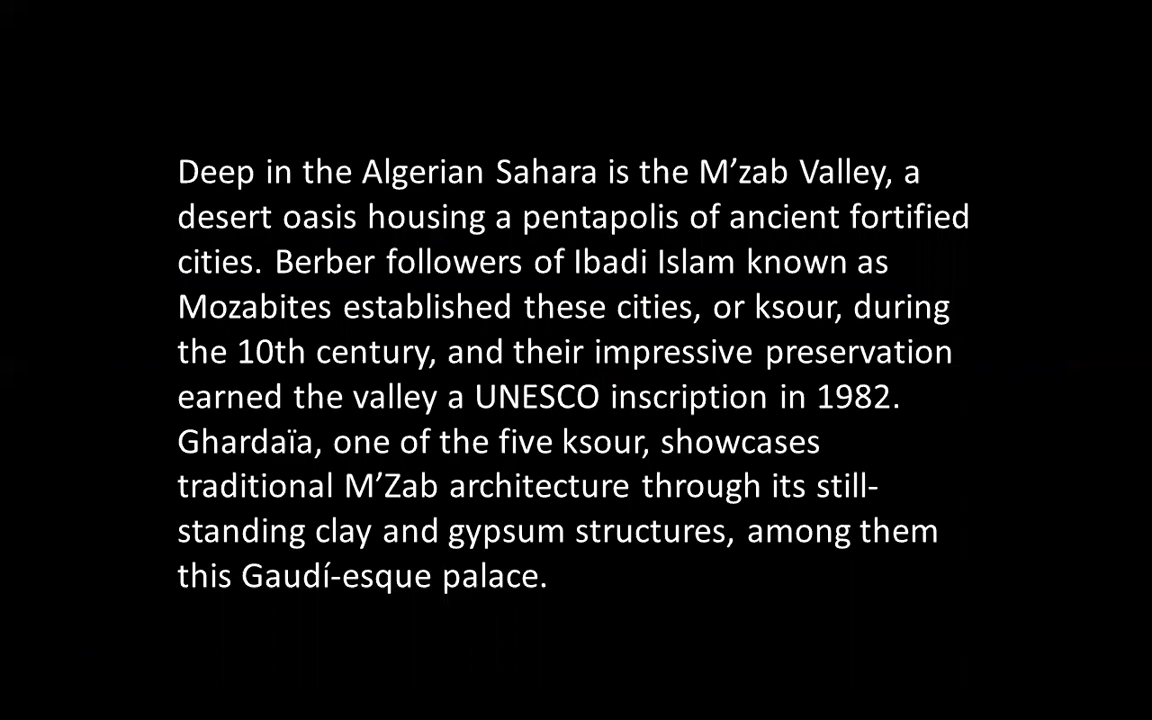 Deep in the Algerian Sahara is the M’zab Valley, a
desert oasis housing a pentapolis of ancient fortified
cities. Berber followers of Ibadi Islam known as
Mozabites established these cities, or ksour, during
the 10th century, and their impressive preservation
earned the valley a UNESCO inscription in 1982.
Ghardaïa, one of the five ksour, showcases
traditional M’Zab architecture through its still-
standing clay and gypsum structures, among them
this Gaudí-esque palace.